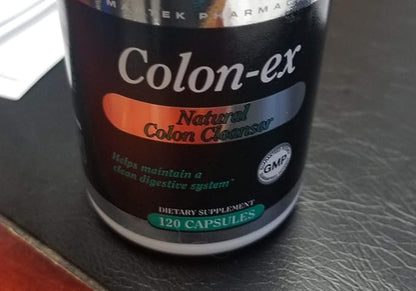 Colon-ex
Natural
Colon Cleanser
Helps maintain a
clean digestive system*
GMP
DIETARY SUPPLEMENT
120 CAPSULES